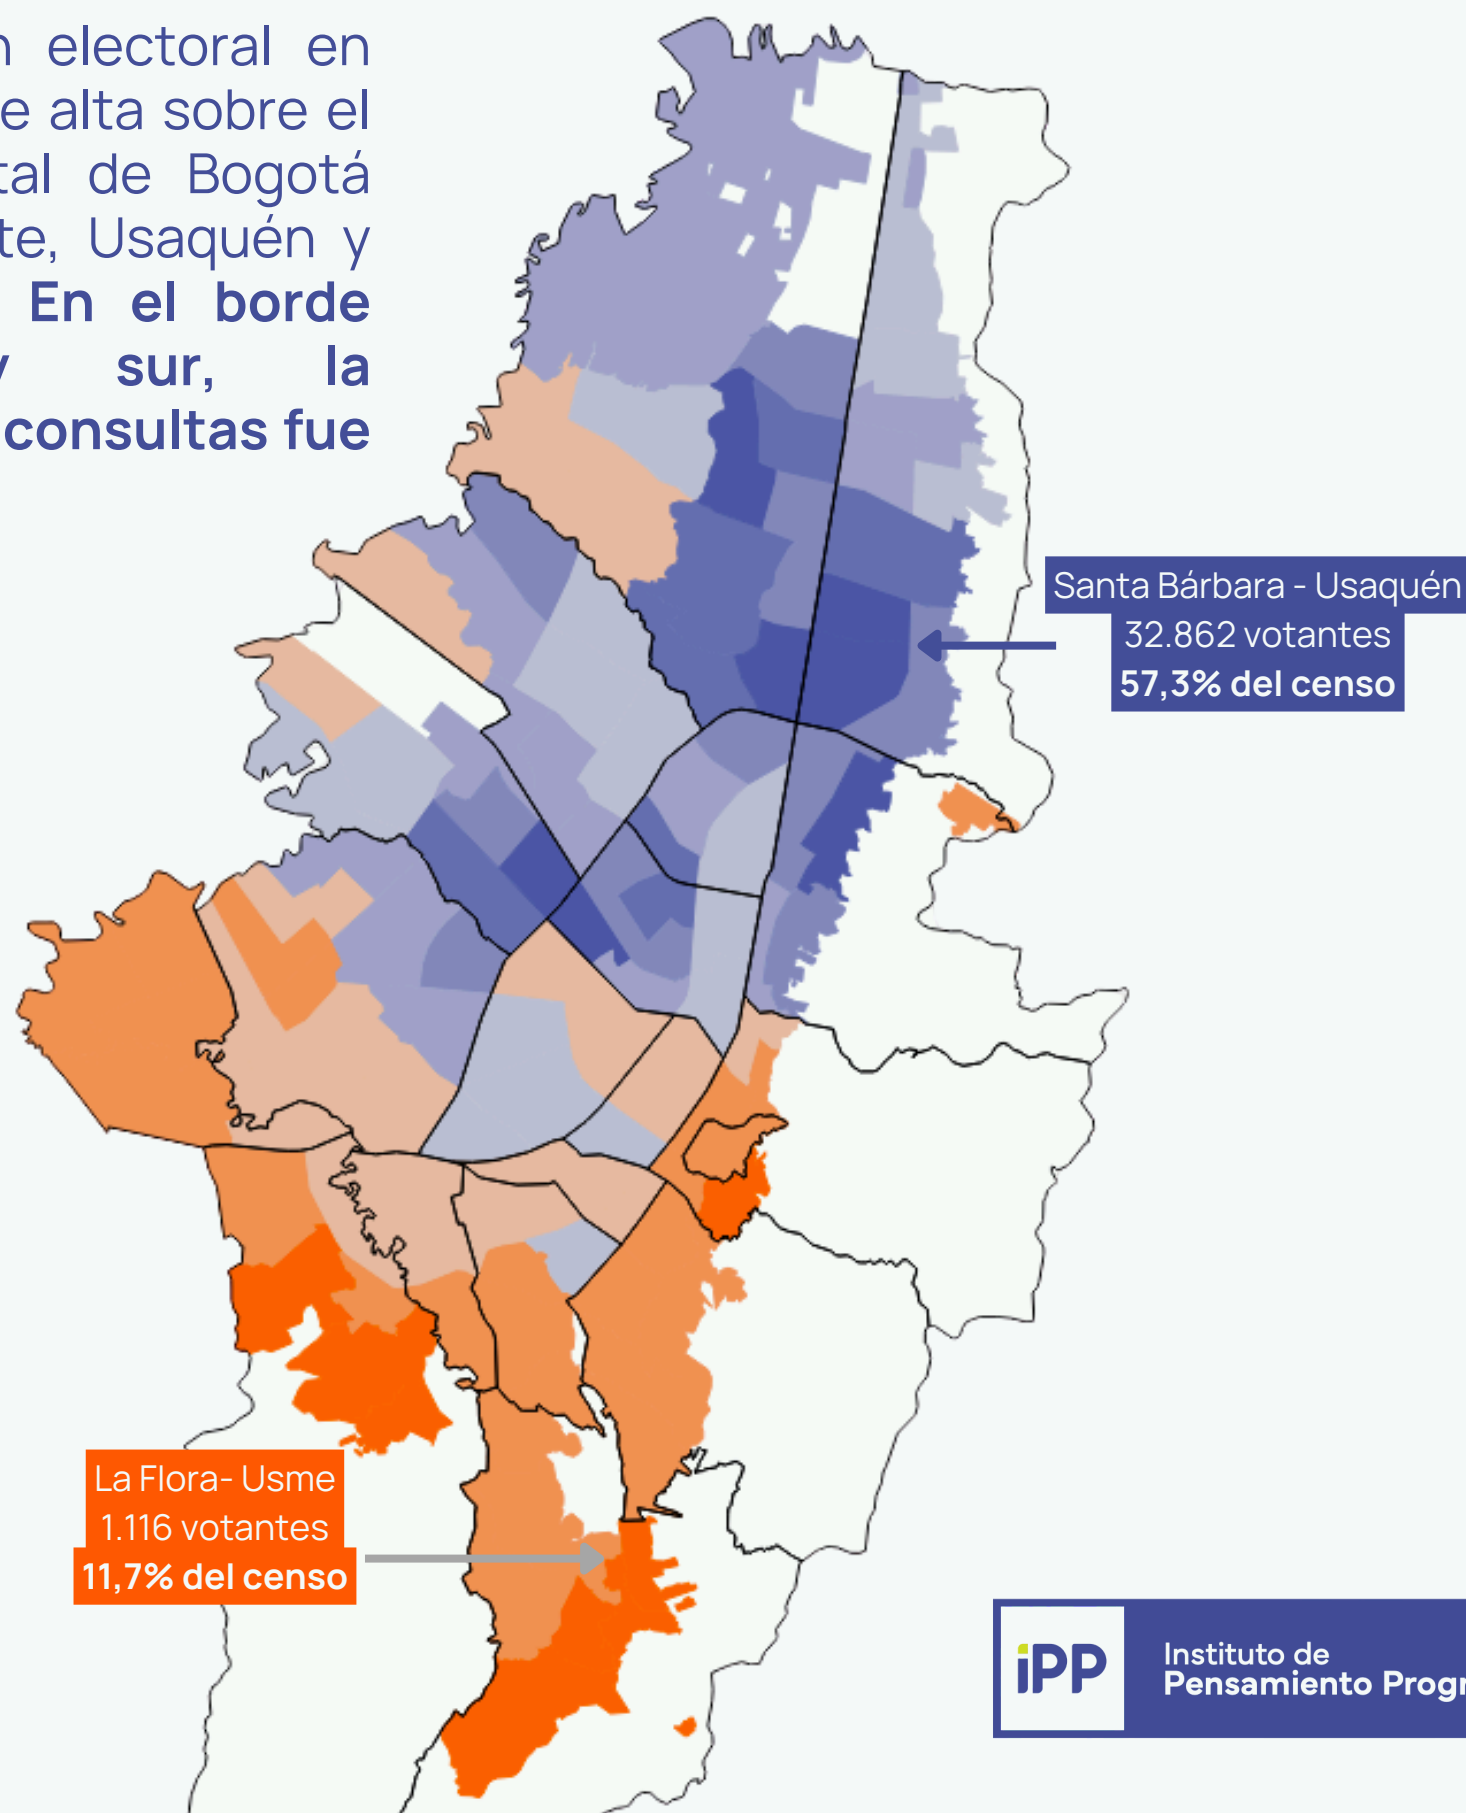 electoral en
e alta sobre el
tal de Bogotá
te, Usaquén y
En el borde
y sur, la
consultas fue
Santa Bárbara - Usaquén
32.862 votantes
57,3% del censo
La Flora- Usme
1.116 votantes
11,7% del censo
iPP
Instituto de
Pensamiento Progr